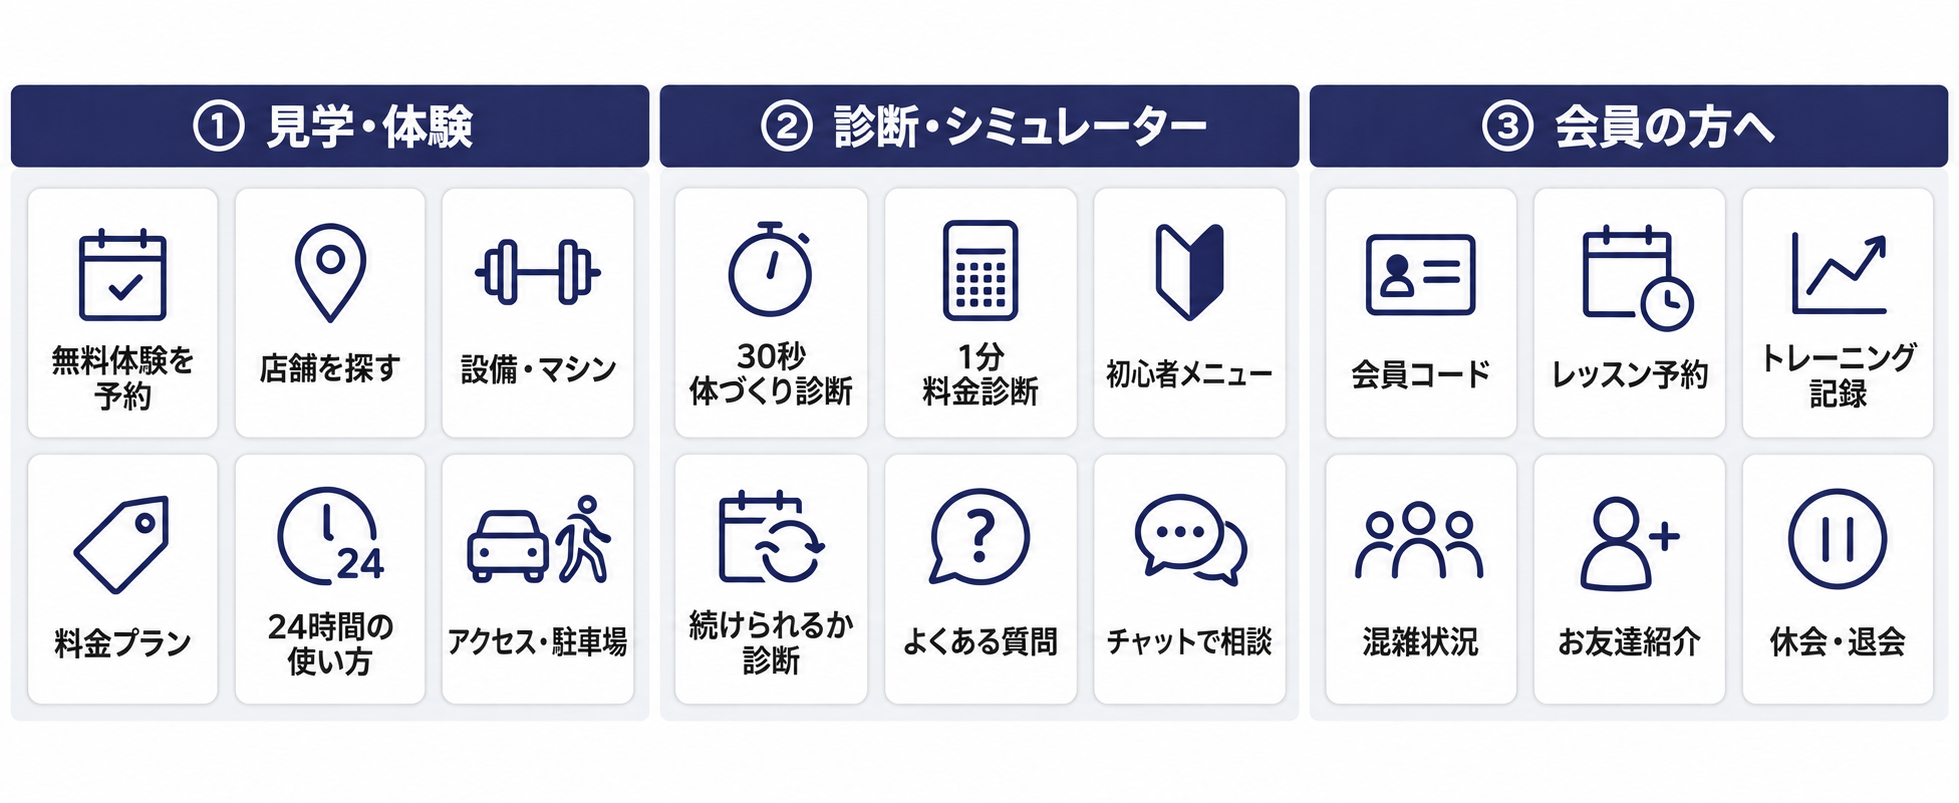 ① 見学・体験
無料体験を
予約
店舗を探す
設備・マシン
料金プラン
24
24時間の
使い方
アクセス・駐車場
② 診断・シミュレーター
30秒
体づくり診断
1分
料金診断
初心者メニュー
続けられるか
診断
?
よくある質問
チャットで相談
③ 会員の方へ
会員コード
レッスン予約
トレーニング
記録
混雑状況
お友達紹介
休会・退会